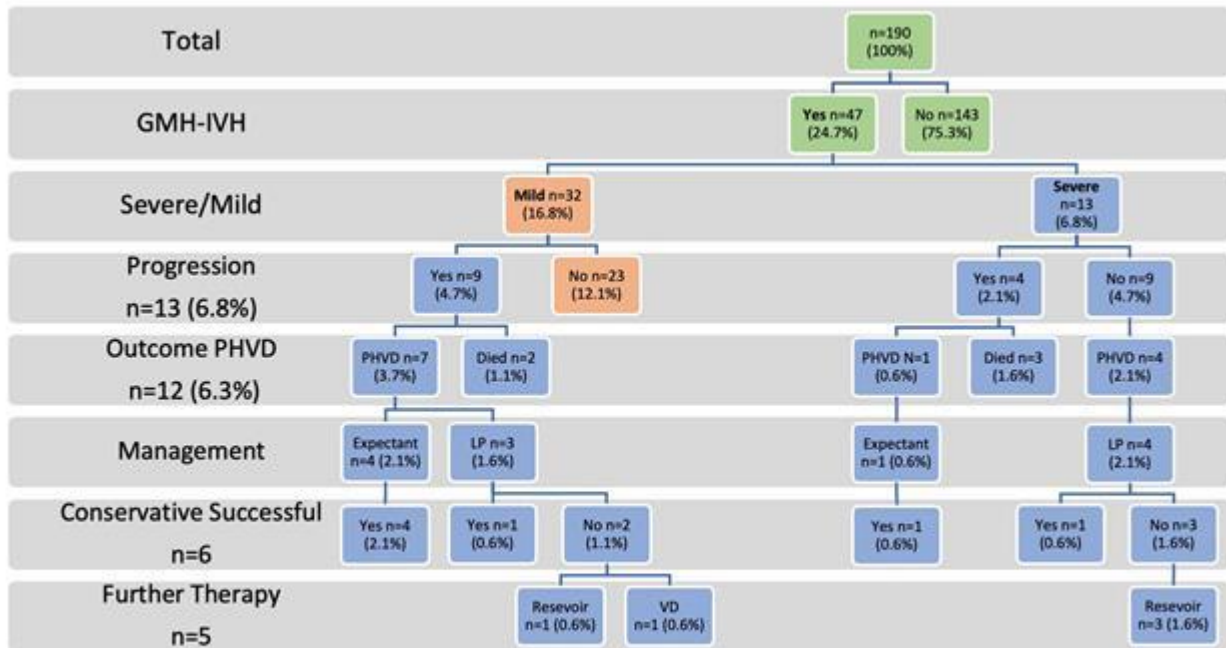 Total
n=190
(100%)
GMH-IVH
Yes n=47
(24.7%)
No n=143
(75.3%)
Severe/Mild
Mild n=32
(16.8%)
Severe
n=13
(6.8%)
Progression
n=13 (6.8%)
Yes n=9
(4.7%)
No n=23
(12.1%)
Yes n=4
(2.1%)
No n=9
(4.7%)
Outcome PHVD
n=12 (6.3%)
PHVD n=7
(3.7%)
Died n=2
(1.1%)
PHVD N=1
(0.6%)
Died n=3
(1.6%)
PHVD n=4
(2.1%)
Management
Expectant
n=4 (2.1%)
LP n=3
(1.6%)
Expectant
n=1 (0.6%)
LP n=4
(2.1%)
Conservative Successful
n=6
Yes n=4
(2.1%)
Yes n=1
(0.6%)
No n=2
(1.1%)
Yes n=1
(0.6%)
Yes n=1
(0.6%)
No n=3
(1.6%)
Further Therapy
n=5
Resevoir
n=1 (0.6%)
VD
n=1 (0.6%)
Resevoir
n=3 (1.6%)